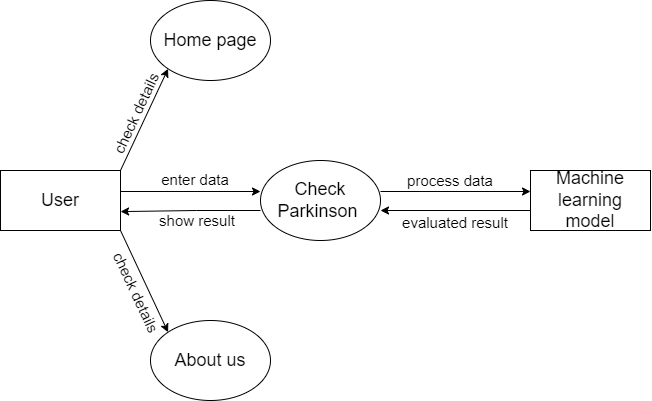 Home page
check details
enter data
process data
User
Check
Parkinson
Machine
learning
model
show result
evaluated result
check details
About us